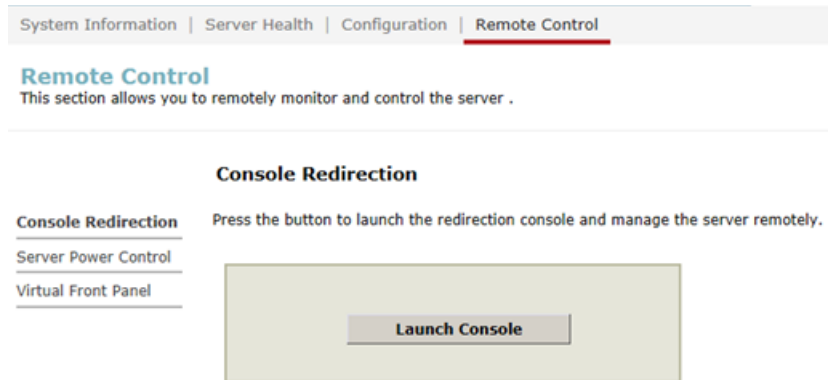 System Information | Server Health | Configuration | Remote Control
Remote Control
This section allows you to remotely monitor and control the server .
Console Redirection
Console Redirection
Server Power Control
Virtual Front Panel
Press the button to launch the redirection console and manage the server remotely.
Launch Console